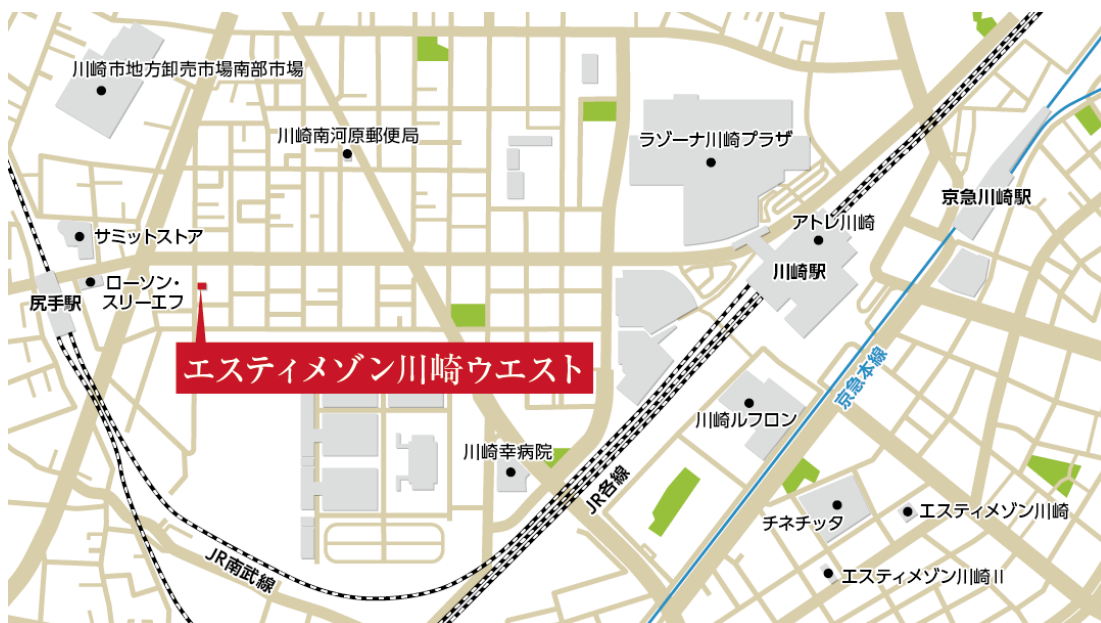 川崎市地方卸売市場南部市場
川崎南河原郵便局
ラゾーナ川崎プラザ
京急川崎駅
アトレ川崎
サミットストア
川崎駅
ローソン・
スリーエフ
尻手駅
エスティメゾン川崎ウエスト
京急本線
川崎ルフロン
川崎幸病院
JR各線
チネチッタ
エスティメゾン川崎
JR南武線
エスティメゾン川崎Ⅱ